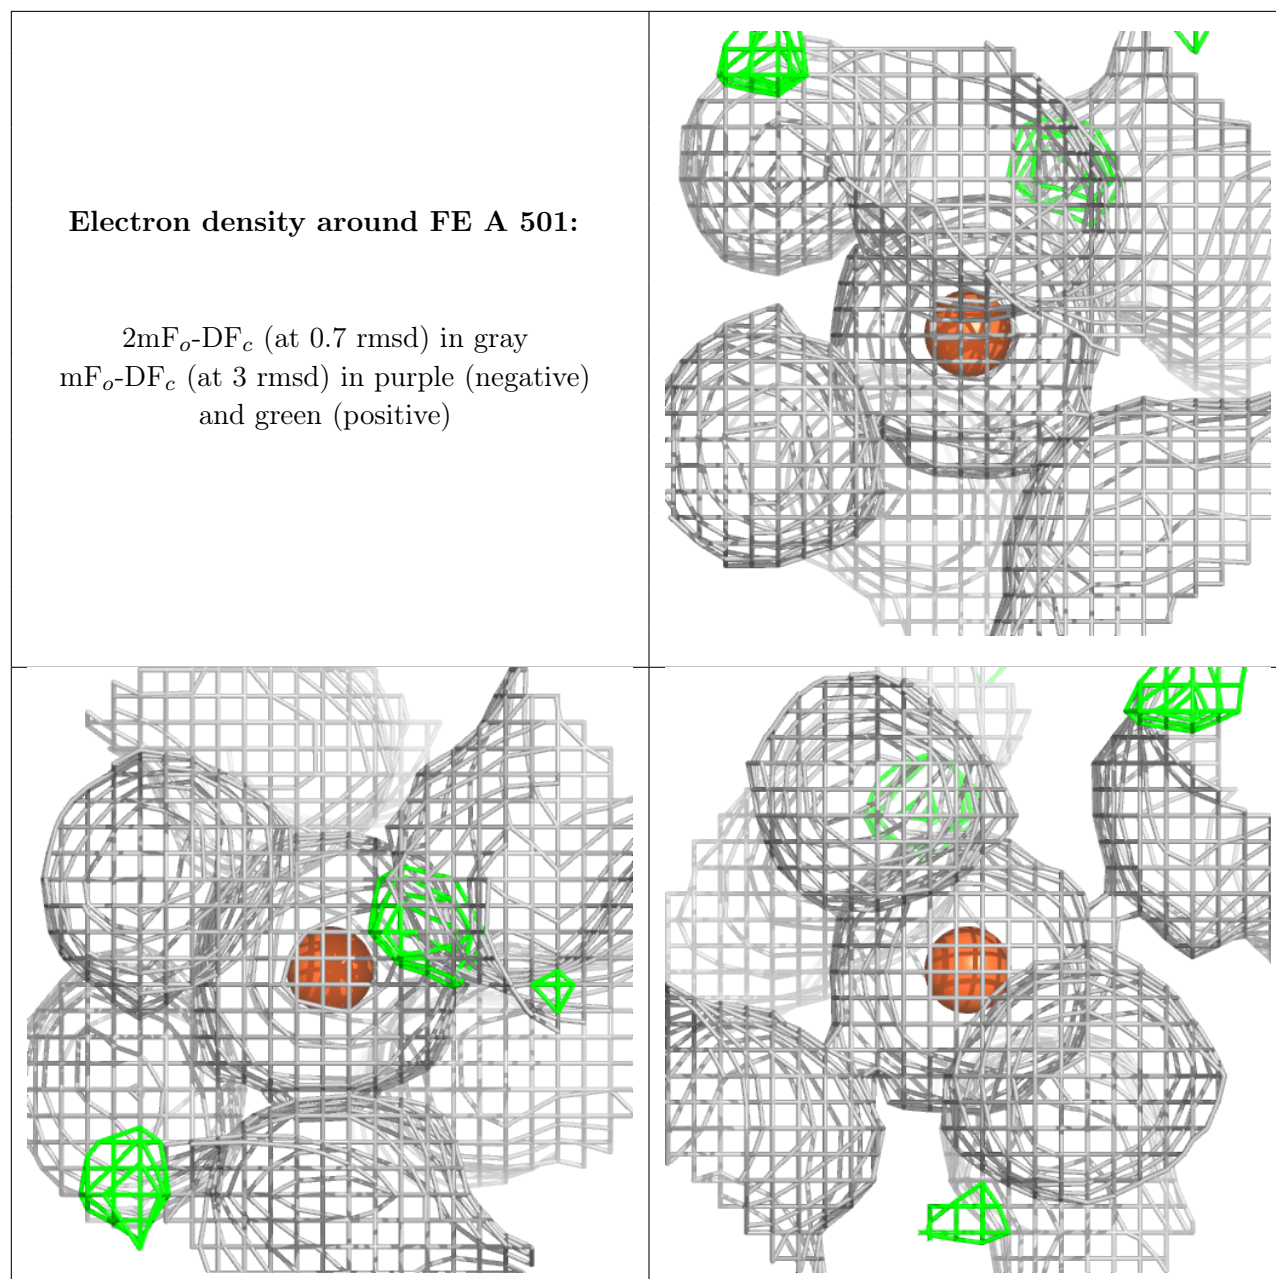 Electron density around FE A 501:
2mFo-DFc (at 0.7 rmsd) in gray
mFo-DFc (at 3 rmsd) in purple (negative)
and green (positive)